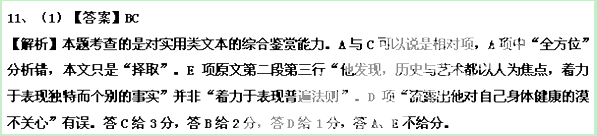 11、（1）【答案】BC
【解析】本题考查的是对实用类文本的综合鉴赏能力。A与C可以说是相对项，A项中“全方位”
分析错，本文只是“择取”。E 项原文第二段第三行“他发现，历史与艺术都以人为焦点，着力
于表现独特而个别的事实”并非“着力于表现普遍法则”。D 项“流露出他对自己身体健康的漠
不关心”有误。答C给3分，答B给2分，答D给1分，答A、E不给分。